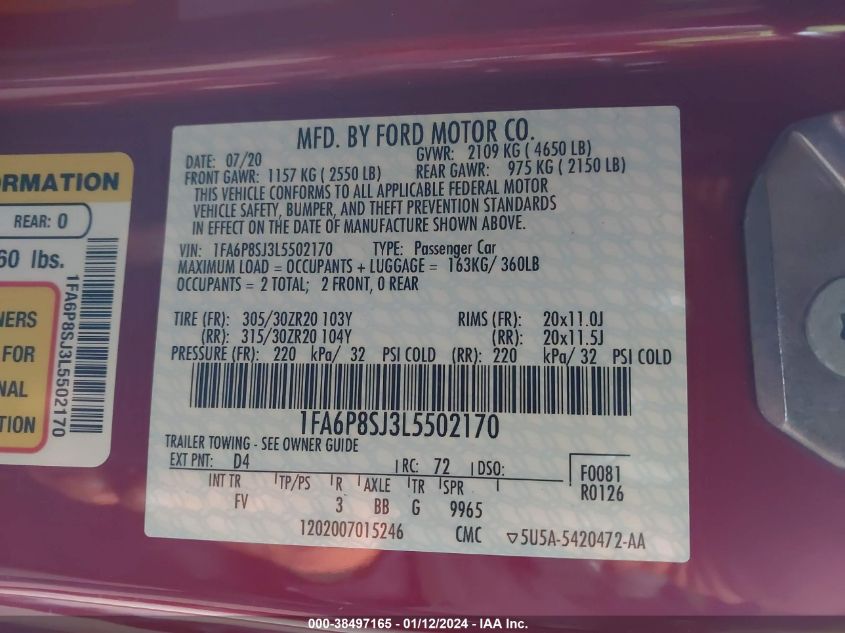 MFD. BY FORD MOTOR CO.
DATE: 07/20 GVWR: 2109 KG ( 4650 LB)
FRONT GAWR: 1157 KG ( 2550 LB) REAR GAWR: 975 KG ( 2150 LB)
THIS VEHICLE CONFORMS TO ALL APPLICABLE FEDERAL MOTOR
VEHICLE SAFETY, BUMPER, AND THEFT PREVENTION STANDARDS
IN EFFECT ON THE DATE OF MANUFACTURE SHOWN ABOVE.
VIN: 1FA6P8SJ3L5502170 TYPE: Passenger Car
MAXIMUM LOAD = OCCUPANTS + LUGGAGE = 163KG/ 360LB
OCCUPANTS = 2 TOTAL; 2 FRONT, 0 REAR
TIRE (FR): 305/30ZR20 103Y RIMS (FR): 20x11.0J
(RR): 315/30ZR20 104Y (RR): 20x11.5J
PRESSURE (FR): 220 kPa/ 32 PSI COLD (RR): 220 kPa/ 32 PSI COLD
1FA6P8SJ3L5502170
TRAILER TOWING - SEE OWNER GUIDE
EXT PNT: D4 RC: 72 DSO:
F0081
R0126
INT TR TP/PS R AXLE TR SPR
FV 3 BB G 9965
1202007015246 CMC ▽5U5A-5420472-AA
ORMATION
REAR: 0
60 lbs.
1FA6P8SJ3L5502170
NERS
FOR
NAL
TION
000-38497165 - 01/12/2024 - IAA Inc.